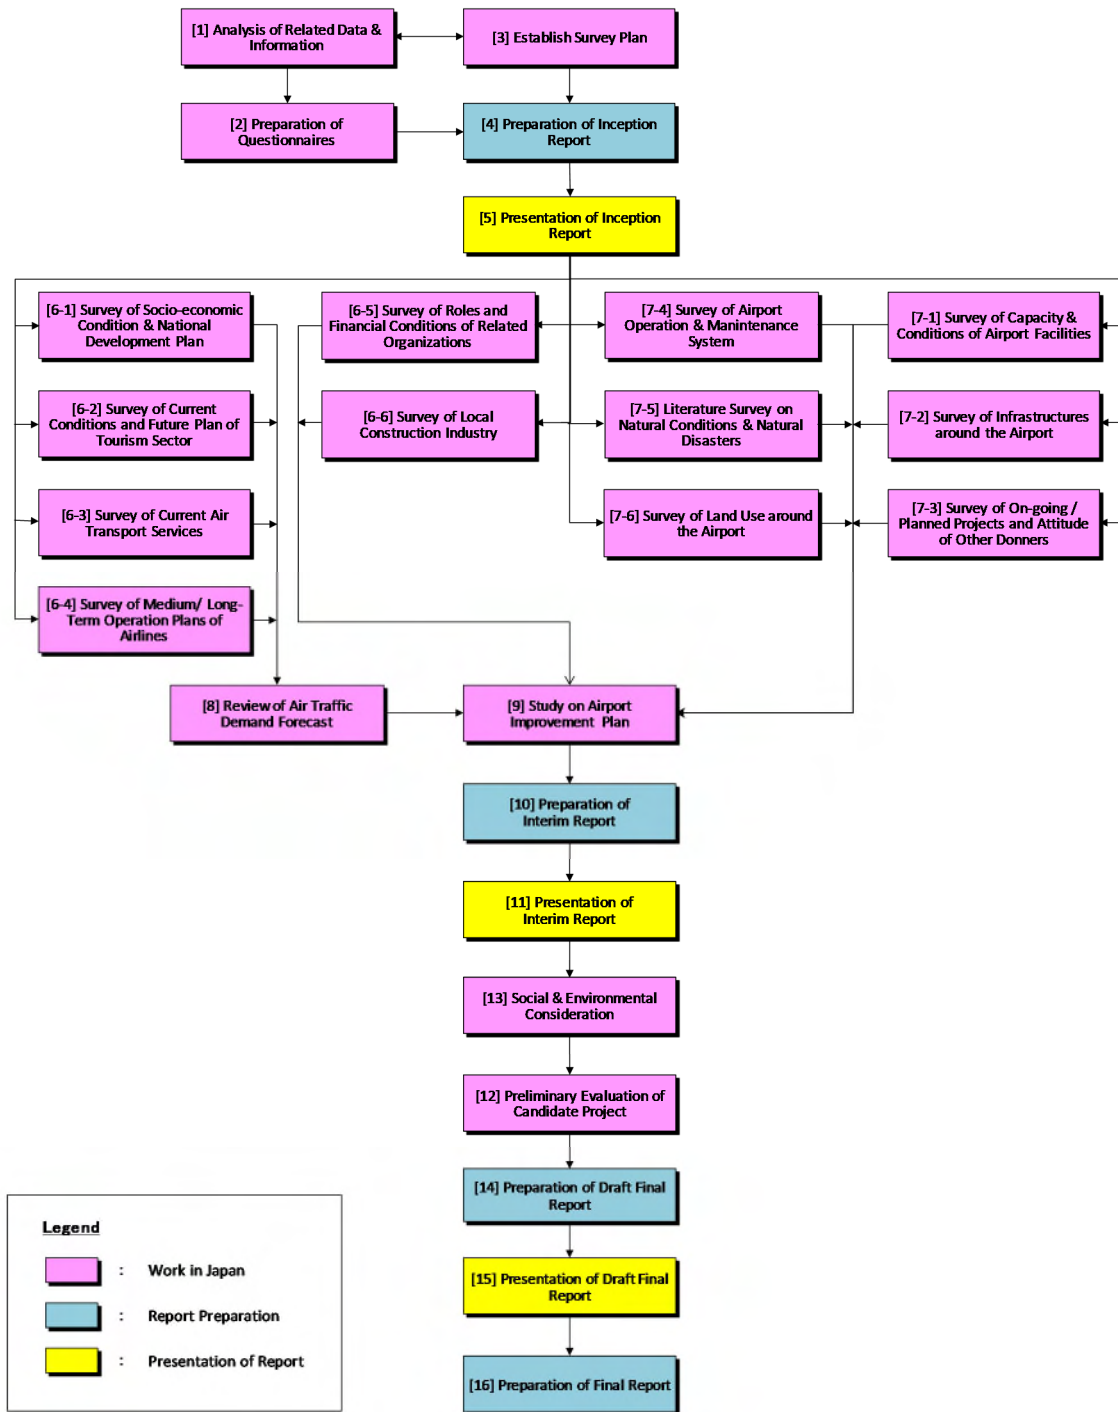 [1] Analysis of Related Data &
Information
[3] Establish Survey Plan
[2] Preparation of
Questionnaires
[4] Preparation of Inception
Report
[5] Presentation of Inception
Report
[6-1] Survey of Socio-economic
Condition & National
Development Plan
[6-5] Survey of Roles and
Financial Conditions of Related
Organizations
[7-4] Survey of Airport
Operation & Manintenance
System
[7-1] Survey of Capacity &
Conditions of Airport Facilities
[6-2] Survey of Current
Conditions and Future Plan of
Tourism Sector
[6-6] Survey of Local
Construction Industry
[7-5] Literature Survey on
Natural Conditions & Natural
Disasters
[7-2] Survey of Infrastructures
around the Airport
[6-3] Survey of Current Air
Transport Services
[7-6] Survey of Land Use around
the Airport
[7-3] Survey of On-going /
Planned Projects and Attitude
of Other Donners
[6-4] Survey of Medium/ Long-
Term Operation Plans of
Airlines
[8] Review of Air Traffic
Demand Forecast
[9] Study on Airport
Improvement Plan
[10] Preparation of
Interim Report
[11] Presentation of
Interim Report
[13] Social & Environmental
Consideration
[12] Preliminary Evaluation of
Candidate Project
[14] Preparation of Draft Final
Report
[15] Presentation of Draft Final
Report
[16] Preparation of Final Report
Legend
: Work in Japan
: Report Preparation
: Presentation of Report